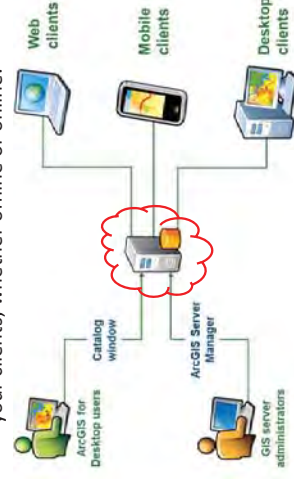 your clients, whether offline or online.
Web
clients
Mobile
clients
Desktop
clients
Catalog
window
ArcGIS Server
Manager
ArcGIS for
Desktop users
GIS server
administrators